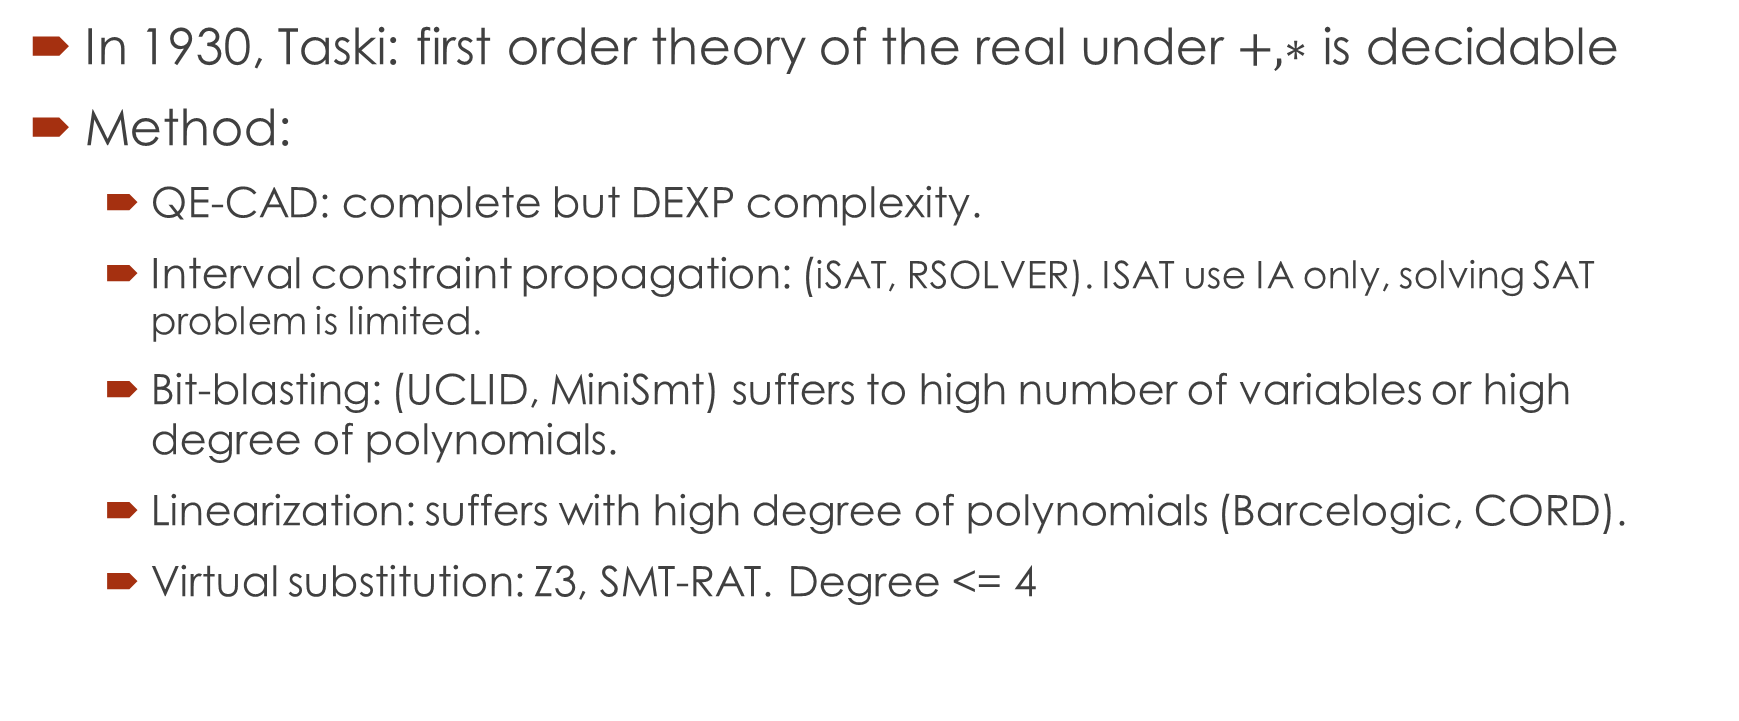 In 1930, Taski: first order theory of the real under +,* is decidable
Method:
QE-CAD: complete but DEXP complexity.
Interval constraint propagation: (iSAT, RSOLVER). ISAT use IA only, solving SAT
problem is limited.
Bit-blasting: (UCLID, MiniSmt) suffers to high number of variables or high
degree of polynomials.
Linearization: suffers with high degree of polynomials (Barcelogic, CORD).
Virtual substitution: Z3, SMT-RAT. Degree <= 4